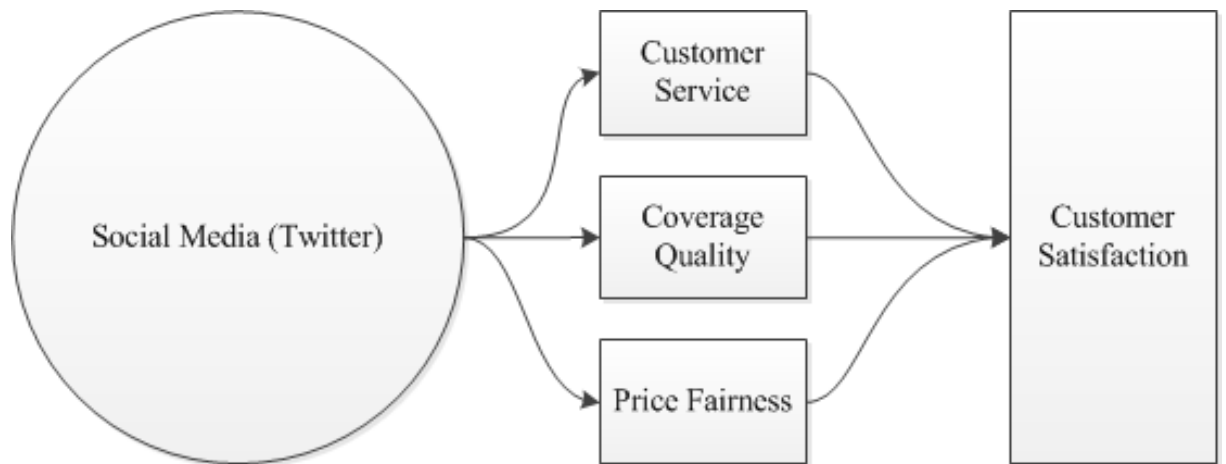 Social Media (Twitter)
Customer
Service
Coverage
Quality
Price Fairness
Customer
Satisfaction